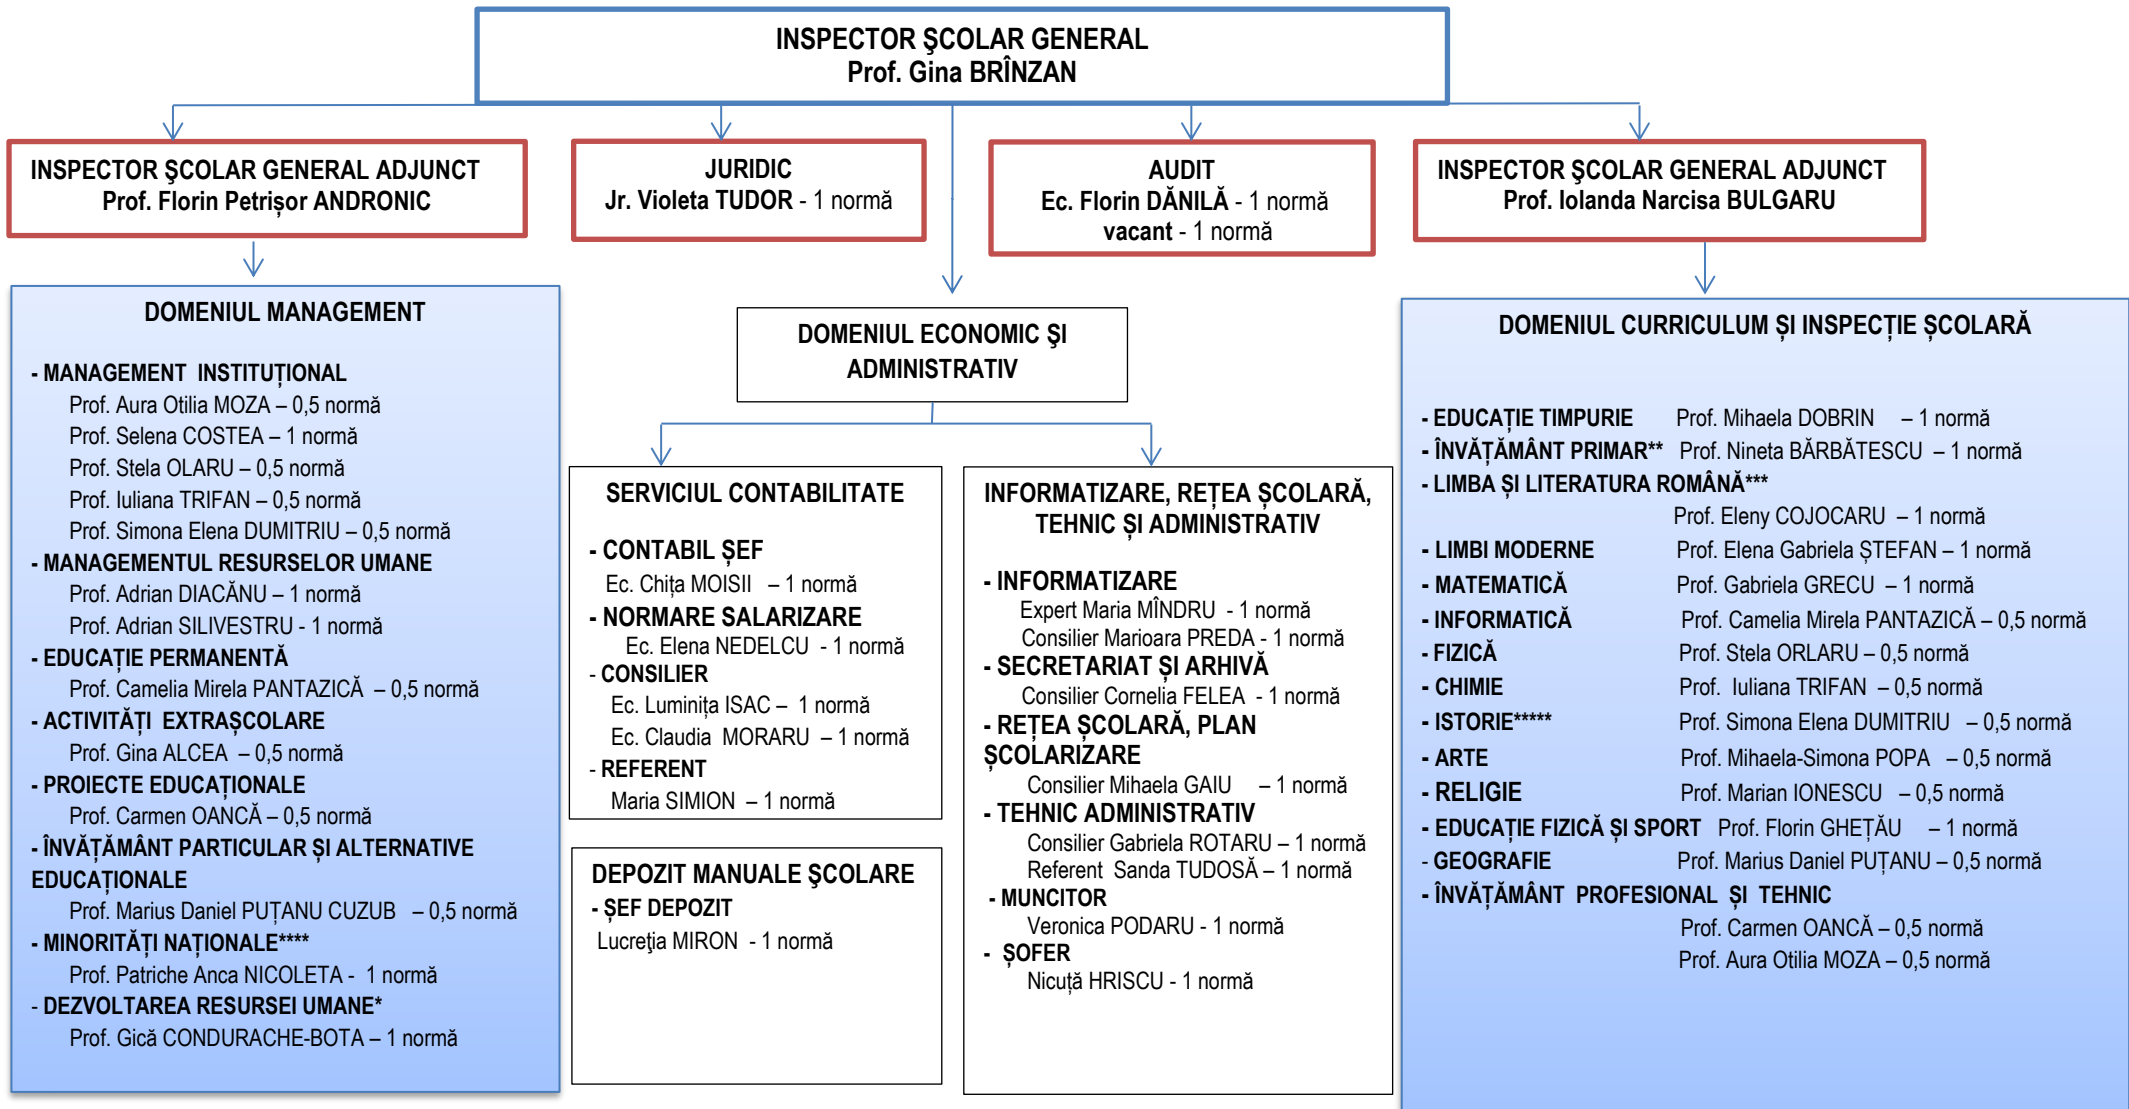 INSPECTOR ŞCOLAR GENERAL
Prof. Gina BRÎNZAN
INSPECTOR ŞCOLAR GENERAL ADJUNCT
Prof. Florin Petrișor ANDRONIC
JURIDIC
Jr. Violeta TUDOR - 1 normă
AUDIT
Ec. Florin DĂNILĂ - 1 normă
vacant - 1 normă
INSPECTOR ŞCOLAR GENERAL ADJUNCT
Prof. Iolanda Narcisa BULGARU
DOMENIUL MANAGEMENT
- MANAGEMENT INSTITUȚIONAL
Prof. Aura Otilia MOZA – 0,5 normă
Prof. Selena COSTEA – 1 normă
Prof. Stela OLARU – 0,5 normă
Prof. Iuliana TRIFAN – 0,5 normă
Prof. Simona Elena DUMITRIU – 0,5 normă
- MANAGEMENTUL RESURSELOR UMANE
Prof. Adrian DIACĂNU – 1 normă
Prof. Adrian SILIVESTRU - 1 normă
- EDUCAȚIE PERMANENTĂ
Prof. Camelia Mirela PANTAZICĂ – 0,5 normă
- ACTIVITĂȚI EXTRAȘCOLARE
Prof. Gina ALCEA – 0,5 normă
- PROIECTE EDUCAȚIONALE
Prof. Carmen OANCĂ – 0,5 normă
- ÎNVĂȚĂMÂNT PARTICULAR ȘI ALTERNATIVE
EDUCAȚIONALE
Prof. Marius Daniel PUȚANU CUZUB – 0,5 normă
- MINORITĂȚI NAȚIONALE****
Prof. Patriche Anca NICOLETA - 1 normă
- DEZVOLTAREA RESURSEI UMANE*
Prof. Gică CONDURACHE-BOTA – 1 normă
DOMENIUL ECONOMIC ŞI
ADMINISTRATIV
SERVICIUL CONTABILITATE
- CONTABIL ȘEF
Ec. Chița MOISII – 1 normă
- NORMARE SALARIZARE
Ec. Elena NEDELCU - 1 normă
- CONSILIER
Ec. Luminița ISAC – 1 normă
Ec. Claudia MORARU – 1 normă
- REFERENT
Maria SIMION – 1 normă
DEPOZIT MANUALE ŞCOLARE
- ȘEF DEPOZIT
Lucreţia MIRON - 1 normă
INFORMATIZARE, REȚEA ȘCOLARĂ,
TEHNIC ȘI ADMINISTRATIV
- INFORMATIZARE
Expert Maria MÎNDRU - 1 normă
Consilier Marioara PREDA - 1 normă
- SECRETARIAT ȘI ARHIVĂ
Consilier Cornelia FELEA - 1 normă
- REȚEA ȘCOLARĂ, PLAN
ȘCOLARIZARE
Consilier Mihaela GAIU – 1 normă
- TEHNIC ADMINISTRATIV
Consilier Gabriela ROTARU – 1 normă
Referent Sanda TUDOSĂ – 1 normă
- MUNCITOR
Veronica PODARU - 1 normă
- ȘOFER
Nicuță HRISCU - 1 normă
DOMENIUL CURRICULUM ȘI INSPECȚIE ȘCOLARĂ
- EDUCAȚIE TIMPURIE Prof. Mihaela DOBRIN – 1 normă
- ÎNVĂȚĂMÂNT PRIMAR** Prof. Nineta BĂRBĂTESCU – 1 normă
- LIMBA ȘI LITERATURA ROMÂNĂ***
Prof. Eleny COJOCARU – 1 normă
- LIMBI MODERNE Prof. Elena Gabriela ȘTEFAN – 1 normă
- MATEMATICĂ Prof. Gabriela GRECU – 1 normă
- INFORMATICĂ Prof. Camelia Mirela PANTAZICĂ – 0,5 normă
- FIZICĂ Prof. Stela ORLARU – 0,5 normă
- CHIMIE Prof. Iuliana TRIFAN – 0,5 normă
- ISTORIE***** Prof. Simona Elena DUMITRIU – 0,5 normă
- ARTE Prof. Mihaela-Simona POPA – 0,5 normă
- RELIGIE Prof. Marian IONESCU – 0,5 normă
- EDUCAȚIE FIZICĂ ȘI SPORT Prof. Florin GHEȚĂU – 1 normă
- GEOGRAFIE Prof. Marius Daniel PUȚANU – 0,5 normă
- ÎNVĂȚĂMÂNT PROFESIONAL ȘI TEHNIC
Prof. Carmen OANCĂ – 0,5 normă
Prof. Aura Otilia MOZA – 0,5 normă